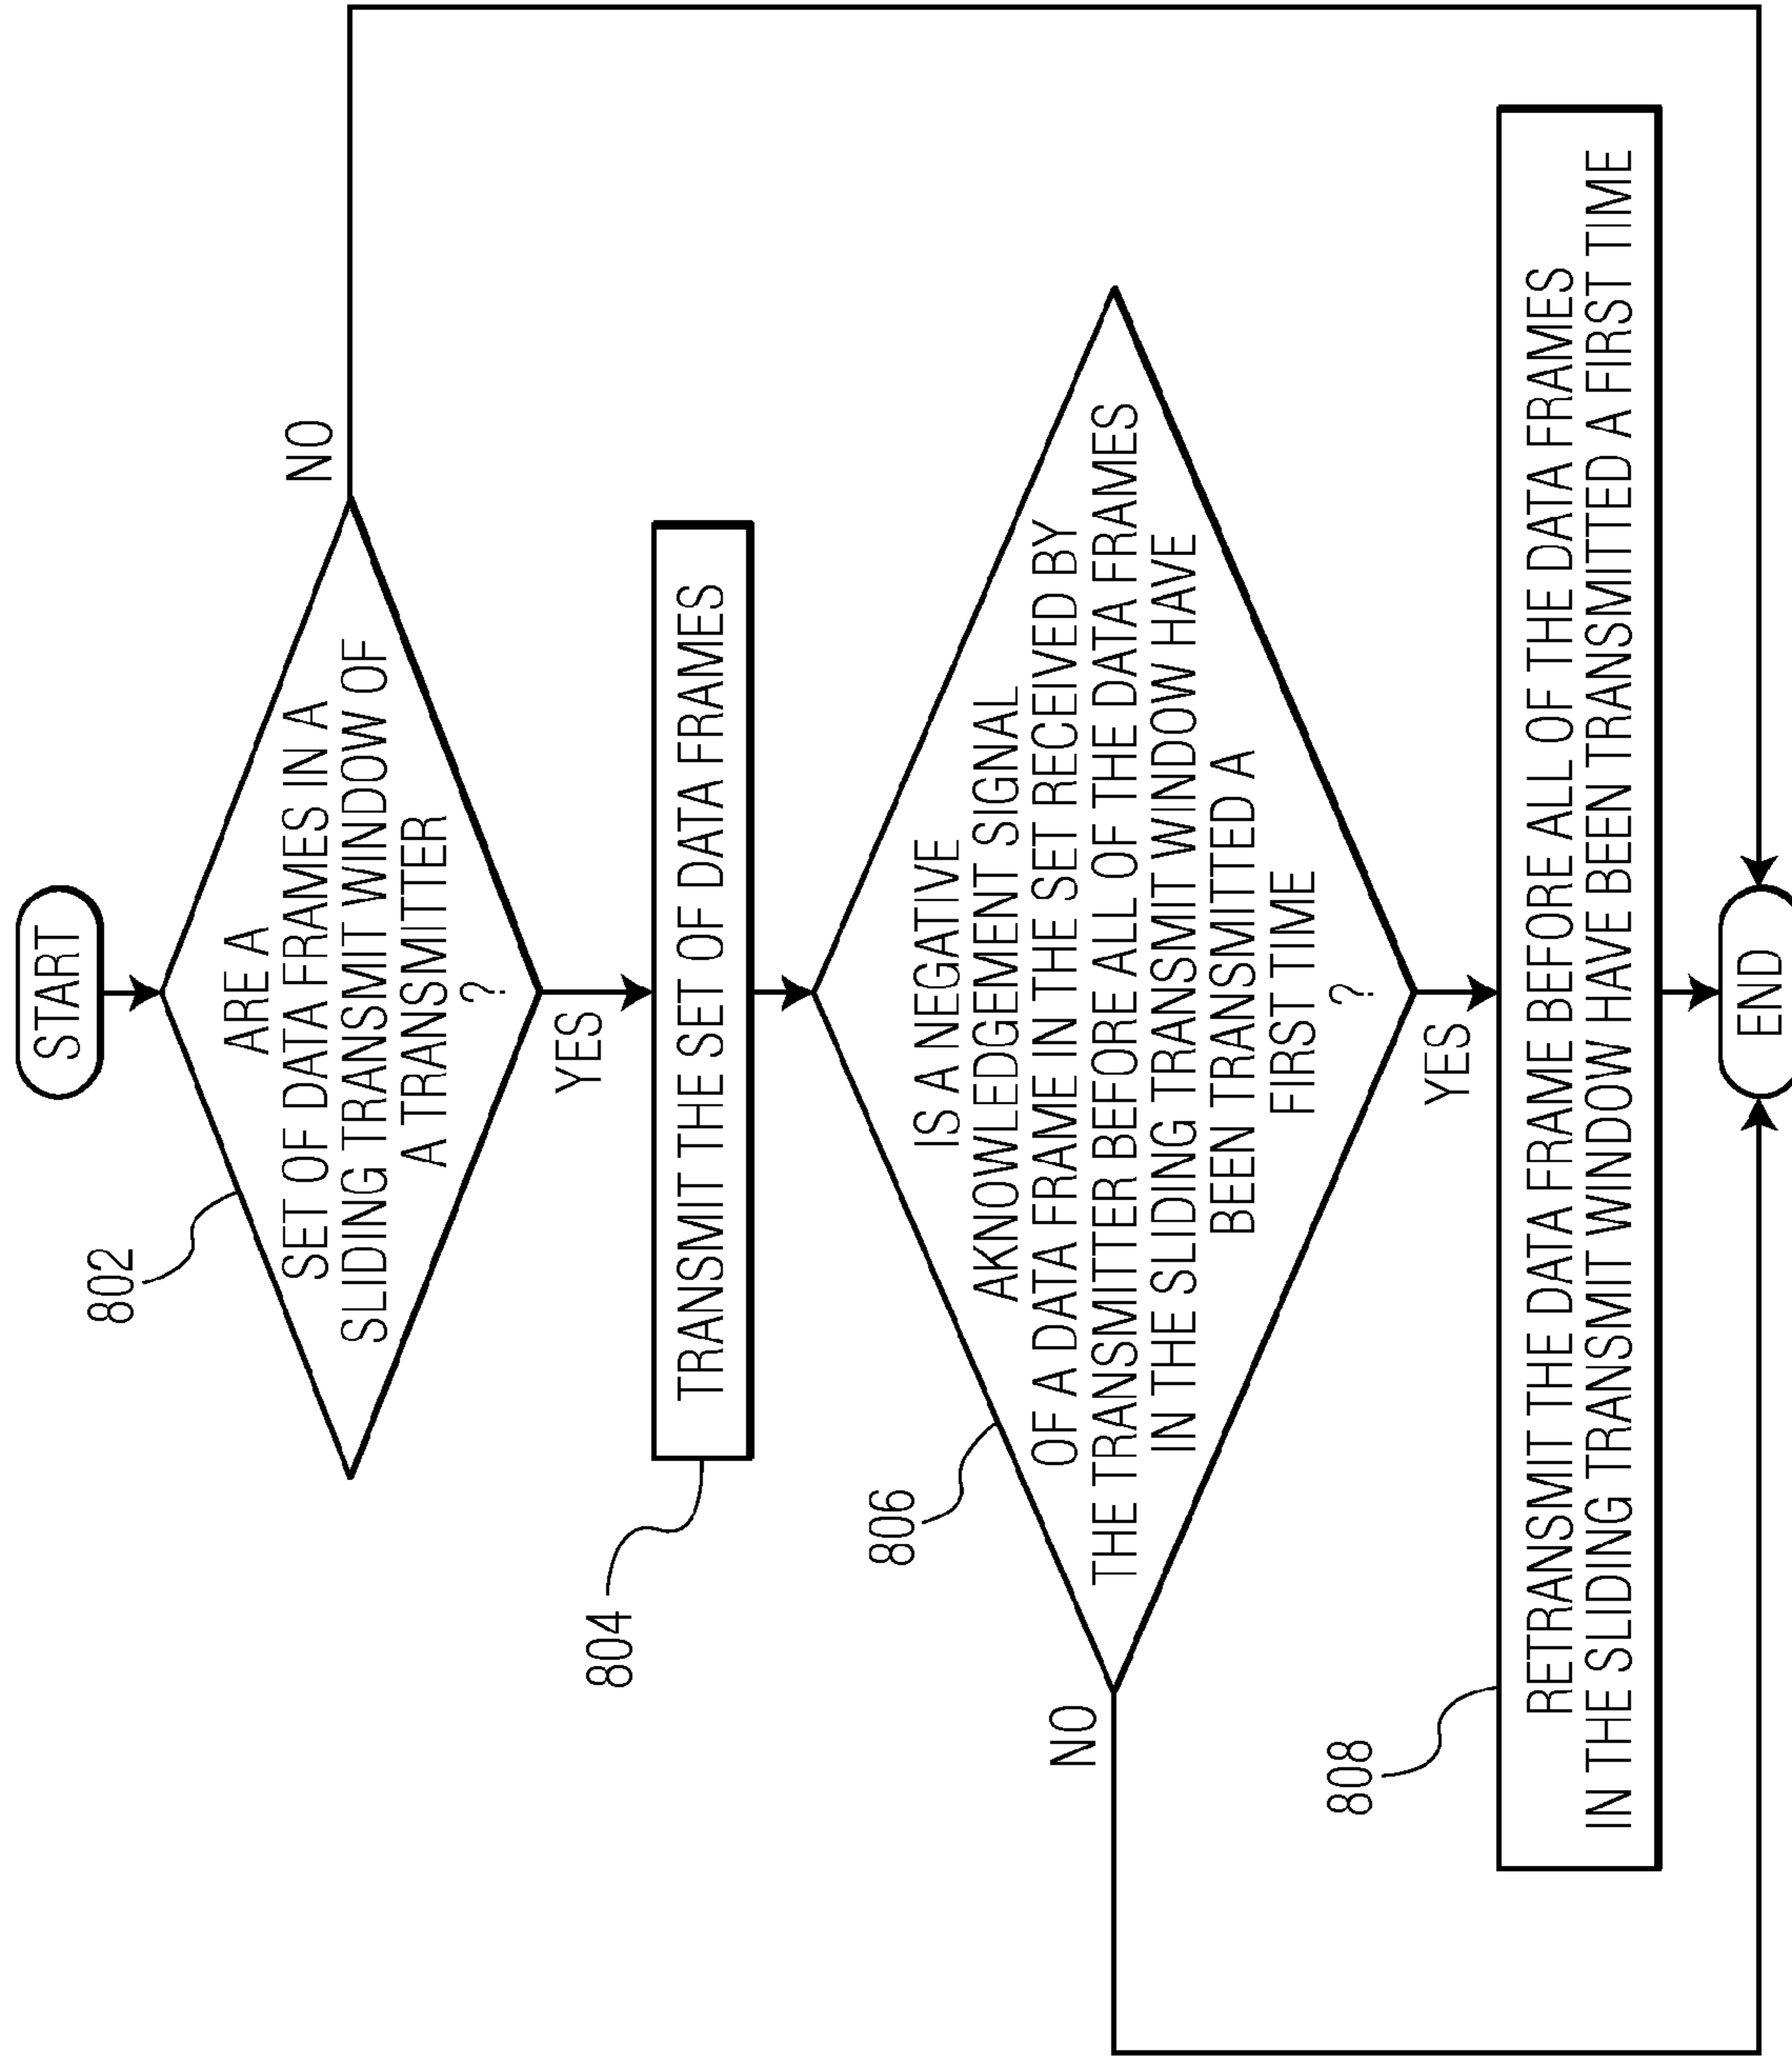 START
802
ARE A
SET OF DATA FRAMES IN A
SLIDING TRANSMIT WINDOW OF
A TRANSMITTER
?
NO
YES
804
TRANSMIT THE SET OF DATA FRAMES
806
IS A NEGATIVE
AKNOWLEDGEMENT SIGNAL
OF A DATA FRAME IN THE SET RECEIVED BY
THE TRANSMITTER BEFORE ALL OF THE DATA FRAMES
IN THE SLIDING TRANSMIT WINDOW HAVE
BEEN TRANSMITTED A
FIRST TIME
?
NO
YES
808
RETRANSMIT THE DATA FRAME BEFORE ALL OF THE DATA FRAMES
IN THE SLIDING TRANSMIT WINDOW HAVE BEEN TRANSMITTED A FIRST TIME
END